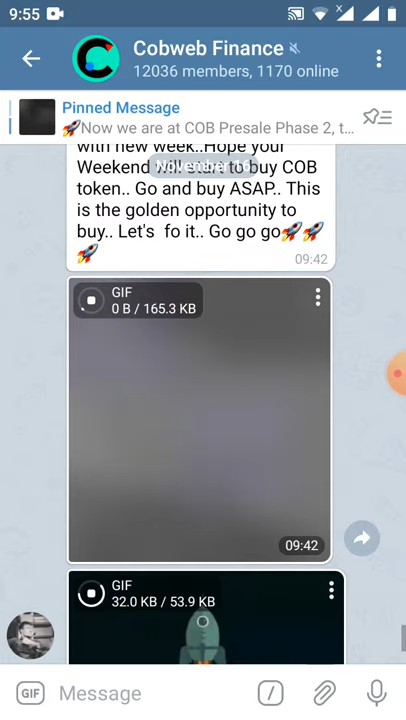 9:55
Cobweb Finance
12036 members, 1170 online
Pinned Message
🚀Now we are at COB Presale Phase 2, t...
with new week..Hope your
November 16
Weekend will start to buy COB
token.. Go and buy ASAP.. This
is the golden opportunity to
buy.. Let's  fo it.. Go go go🚀🚀
🚀
09:42
GIF
0 B / 165.3 KB
09:42
GIF
32.0 KB / 53.9 KB
GIF
Message